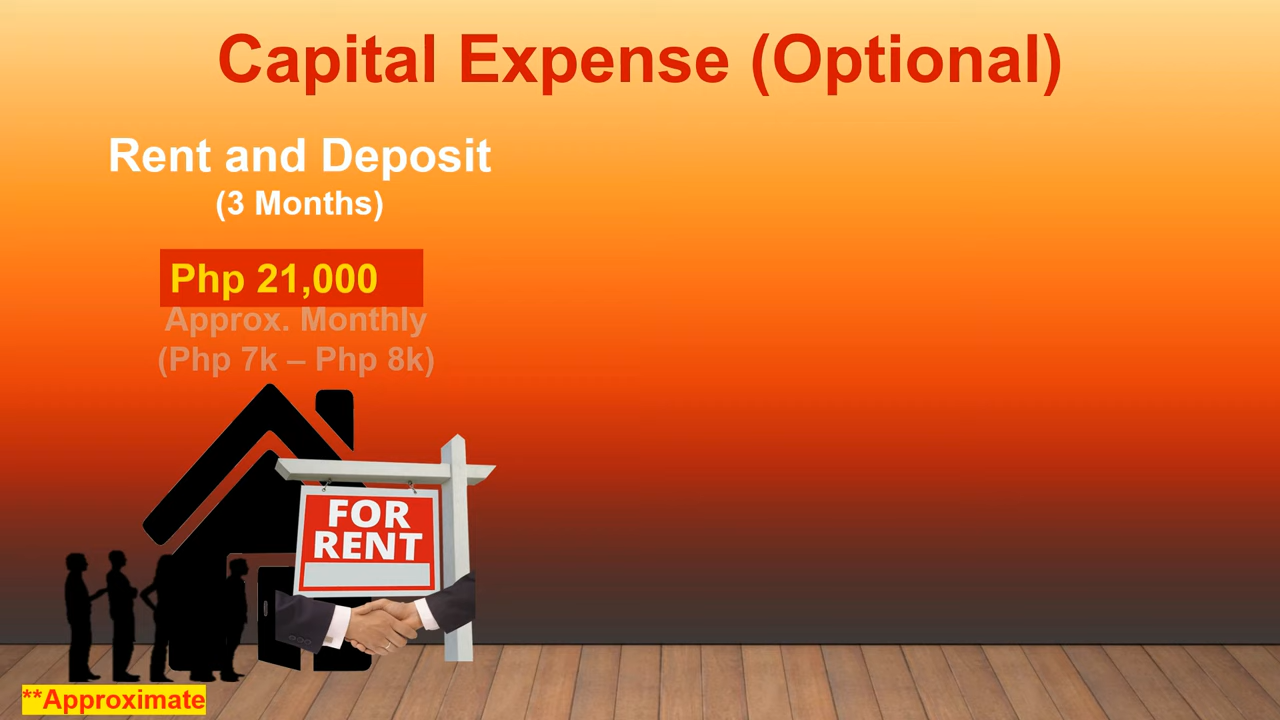 Capital Expense (Optional)
Rent and Deposit
(3 Months)
Php 21,000
Approx. Monthly
(Php 7k – Php 8k)
FOR
RENT
**Approximate